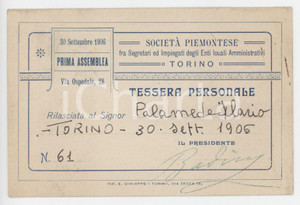 30 Settembre 1906
PRIMA ASSEMBLEA
Via Ospedale, 26
SOCIETÀ PIEMONTESE
fra Segretari ed Impiegati degli Enti locali Amministrativi
TORINO
TESSERA PERSONALE
Rilasciata al Signor Palamede Ilario
TORINO - 30. Sett. 1906
IL PRESIDENTE
N. 61